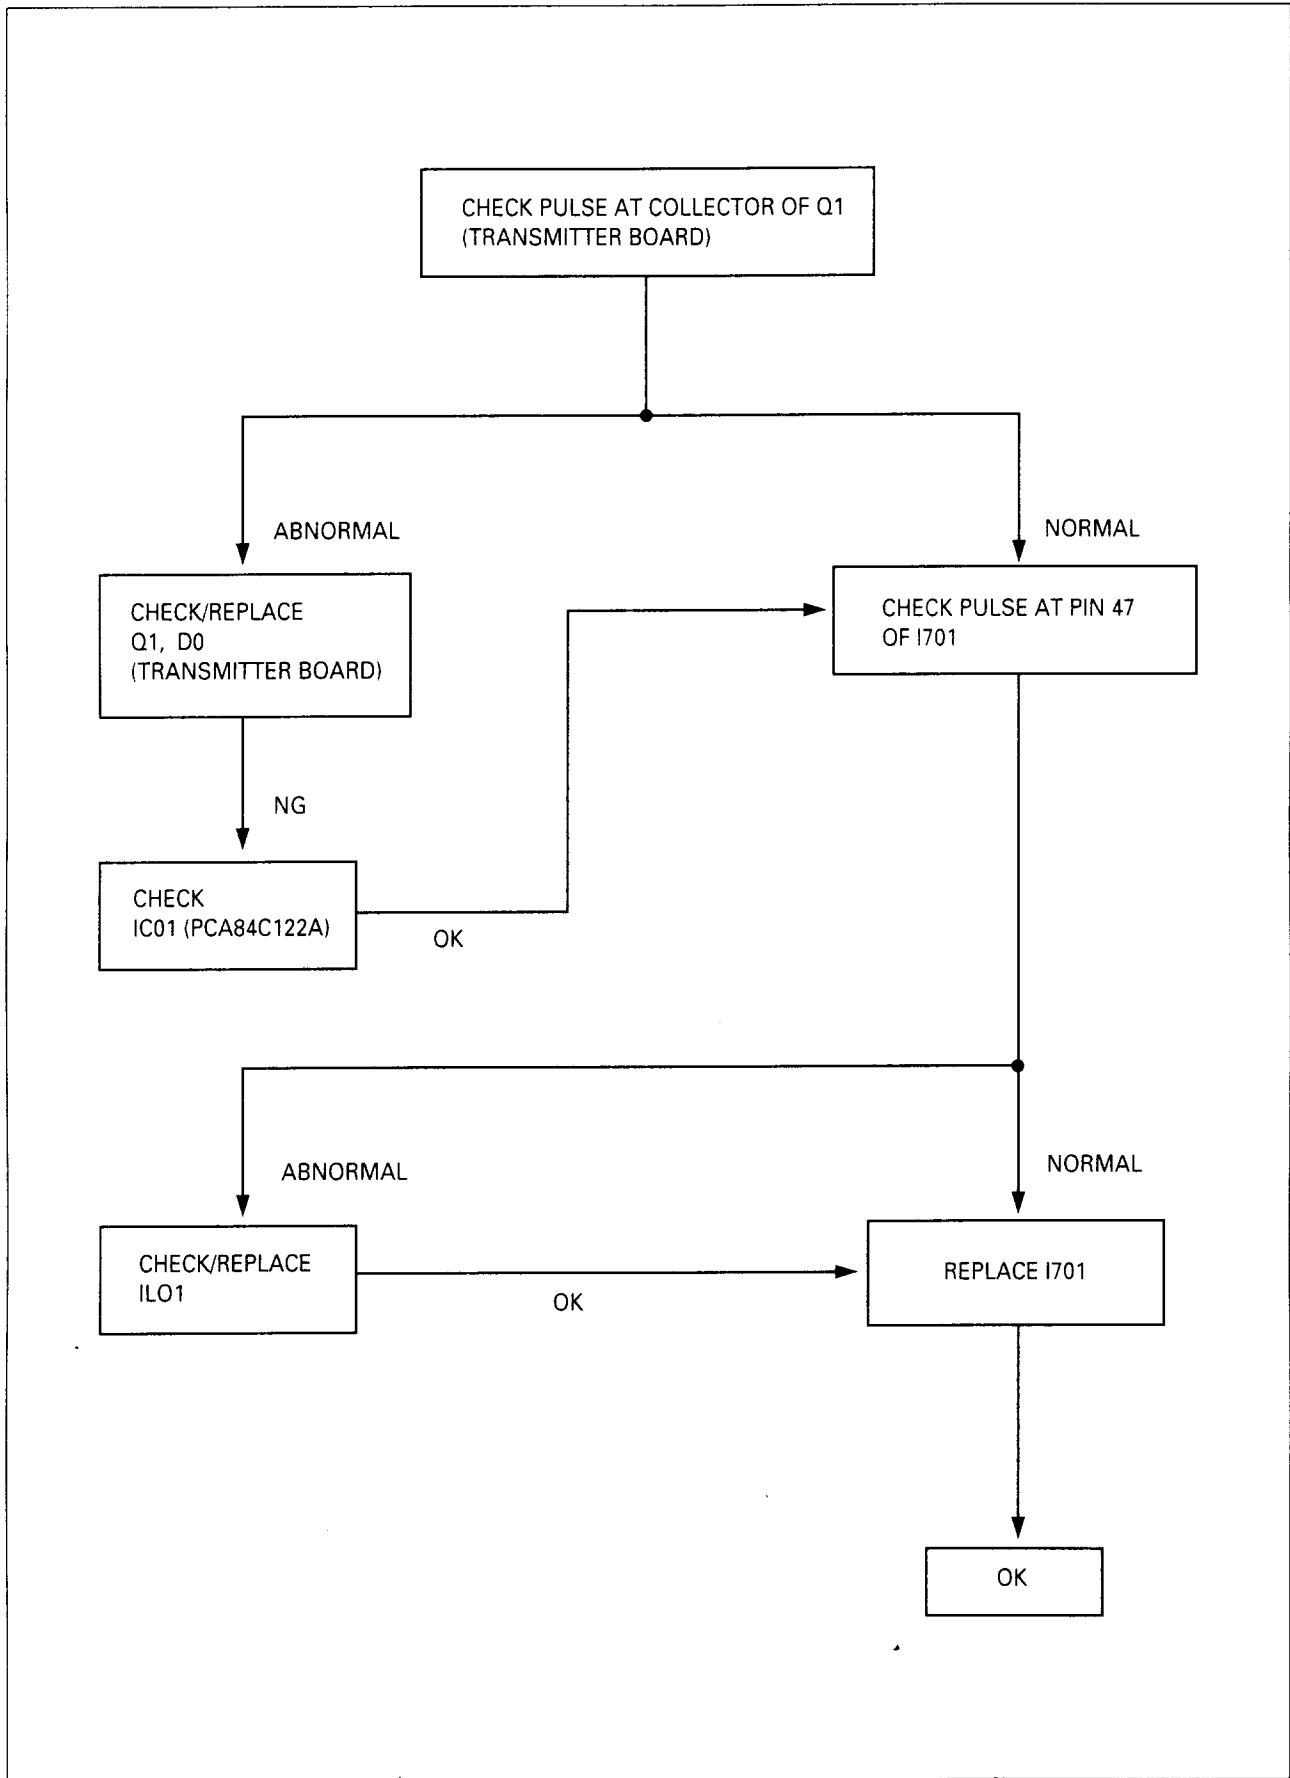 CHECK PULSE AT COLLECTOR OF Q1
(TRANSMITTER BOARD)
ABNORMAL
NORMAL
CHECK/REPLACE
Q1, D0
(TRANSMITTER BOARD)
CHECK PULSE AT PIN 47
OF I701
NG
CHECK
IC01 (PCA84C122A)
OK
ABNORMAL
NORMAL
CHECK/REPLACE
ILO1
OK
REPLACE I701
OK